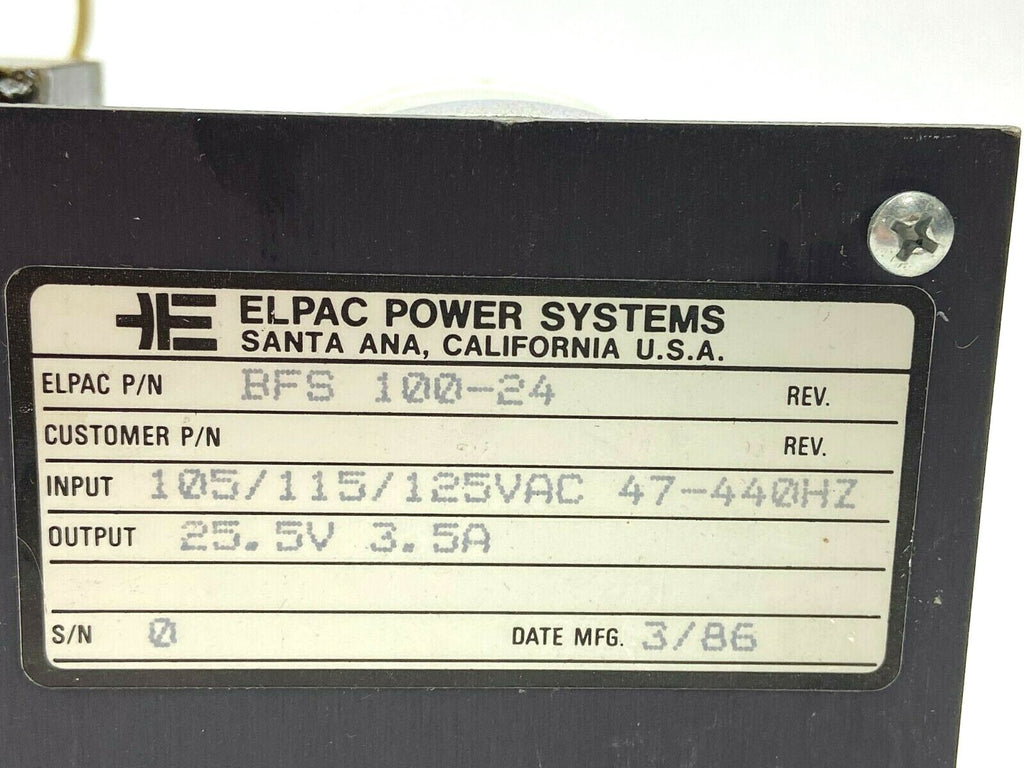 ELPAC POWER SYSTEMS
SANTA ANA, CALIFORNIA U.S.A.
ELPAC P/N BFS 100-24 REV.
CUSTOMER P/N REV.
INPUT 105/115/125VAC 47-440HZ
OUTPUT 25.5V 3.5A
S/N 0 DATE MFG. 3/86